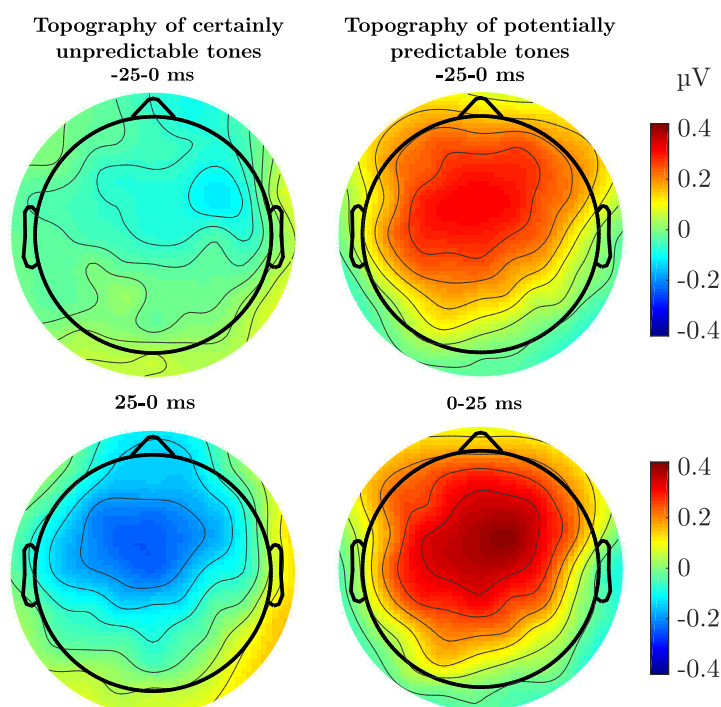 Topography of certainly
unpredictable tones
-25-0 ms
Topography of potentially
predictable tones
-25-0 ms
µV
0.4
0.2
0
-0.2
-0.4
25-0 ms
0-25 ms
0.4
0.2
0
-0.2
-0.4